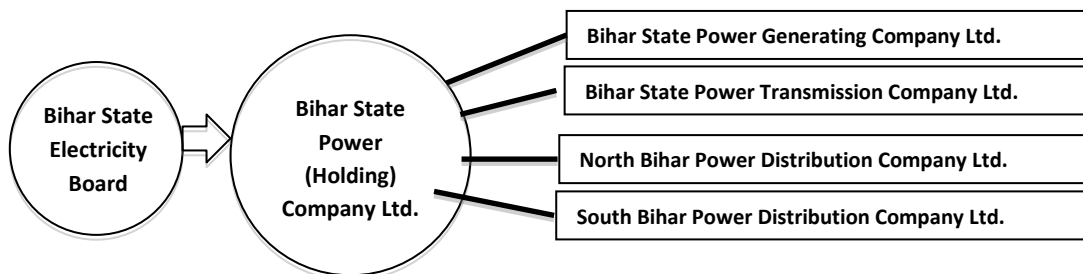 Bihar State
Electricity
Board
Bihar State
Power
(Holding)
Company Ltd.
Bihar State Power Generating Company Ltd.
Bihar State Power Transmission Company Ltd.
North Bihar Power Distribution Company Ltd.
South Bihar Power Distribution Company Ltd.